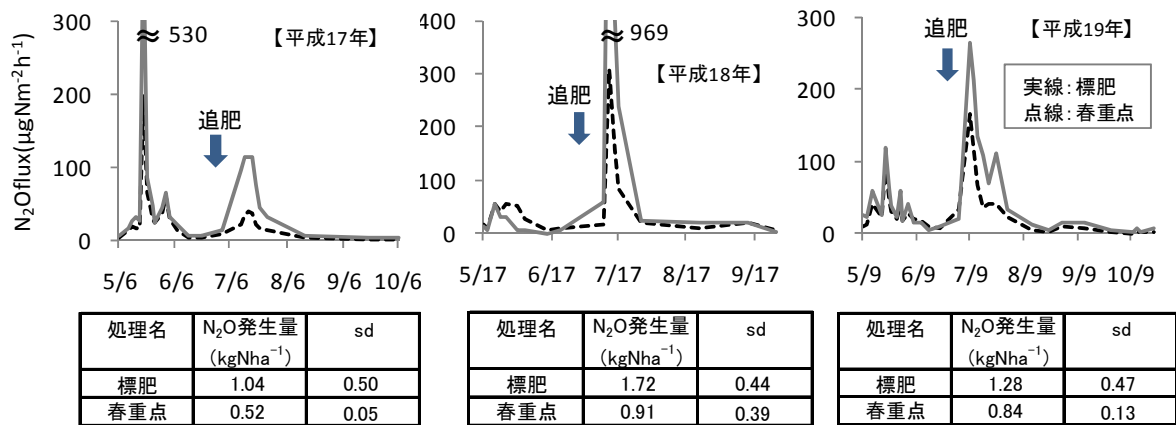 N₂Oflux(μgNm⁻²h⁻¹)
300
200
100
0
530
【平成17年】
追肥
5/6 6/6 7/6 8/6 9/6 10/6
400
300
200
100
0
969
【平成18年】
追肥
5/17 6/17 7/17 8/17 9/17
300
200
100
0
追肥
【平成19年】
実線：標肥
点線：春重点
5/9 6/9 7/9 8/9 9/9 10/9
処理名 N₂O発生量 sd
(kgNha⁻¹)
標肥 1.04 0.50
春重点 0.52 0.05
処理名 N₂O発生量 sd
(kgNha⁻¹)
標肥 1.72 0.44
春重点 0.91 0.39
処理名 N₂O発生量 sd
(kgNha⁻¹)
標肥 1.28 0.47
春重点 0.84 0.13